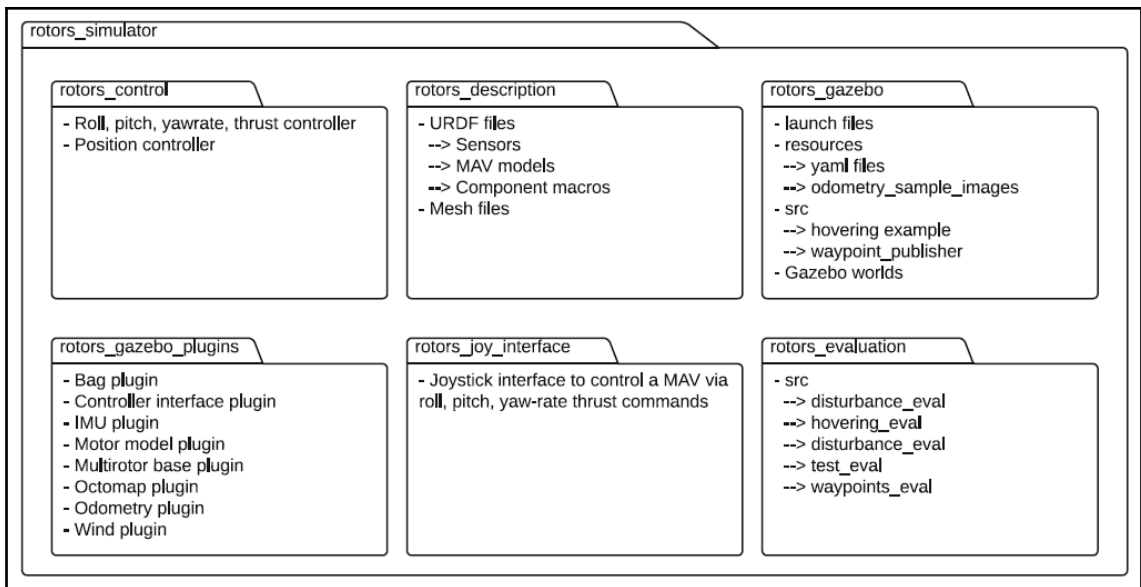 rotors_simulator
rotors_control
- Roll, pitch, yawrate, thrust controller
- Position controller
rotors_description
- URDF files
--> Sensors
--> MAV models
--> Component macros
- Mesh files
rotors_gazebo
- launch files
- resources
--> yaml files
--> odometry_sample_images
- src
--> hovering example
--> waypoint_publisher
- Gazebo worlds
rotors_gazebo_plugins
- Bag plugin
- Controller interface plugin
- IMU plugin
- Motor model plugin
- Multirotor base plugin
- Octomap plugin
- Odometry plugin
- Wind plugin
rotors_joy_interface
- Joystick interface to control a MAV via
roll, pitch, yaw-rate thrust commands
rotors_evaluation
- src
--> disturbance_eval
--> hovering_eval
--> disturbance_eval
--> test_eval
--> waypoints_eval